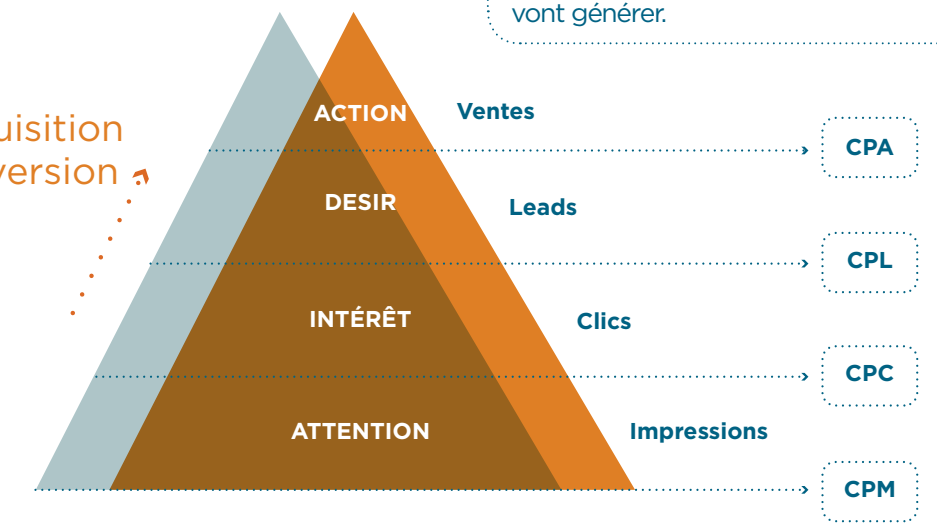 vont générer.
ACTION
Ventes
uisition
version
CPA
DESIR
Leads
CPL
INTÉRÊT
Clics
CPC
ATTENTION
Impressions
CPM